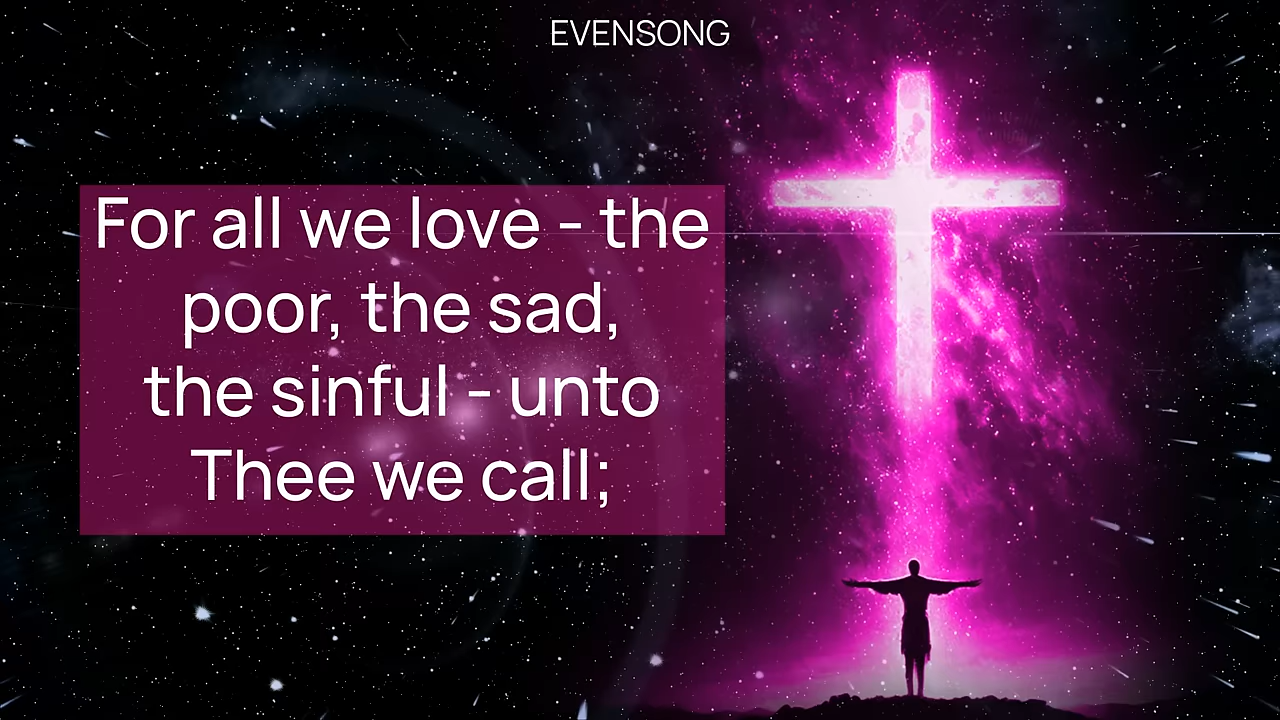 EVENSONG
For all we love - the
poor, the sad,
the sinful - unto
Thee we call;